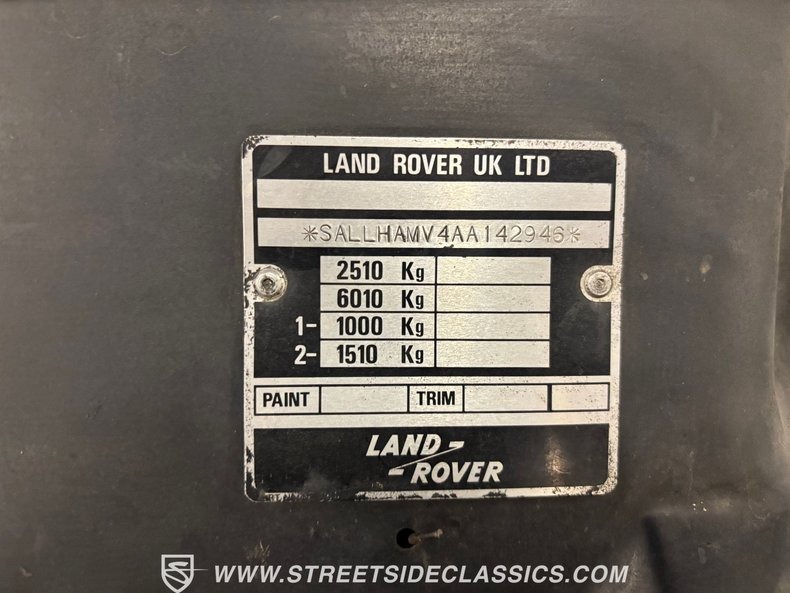 LAND ROVER UK LTD
*SALLHAMV4AA142946*
2510 Kg
6010 Kg
1- 1000 Kg
2- 1510 Kg
PAINT TRIM
LAND-
-ROVER
WWW.STREETSIDECLASSICS.COM